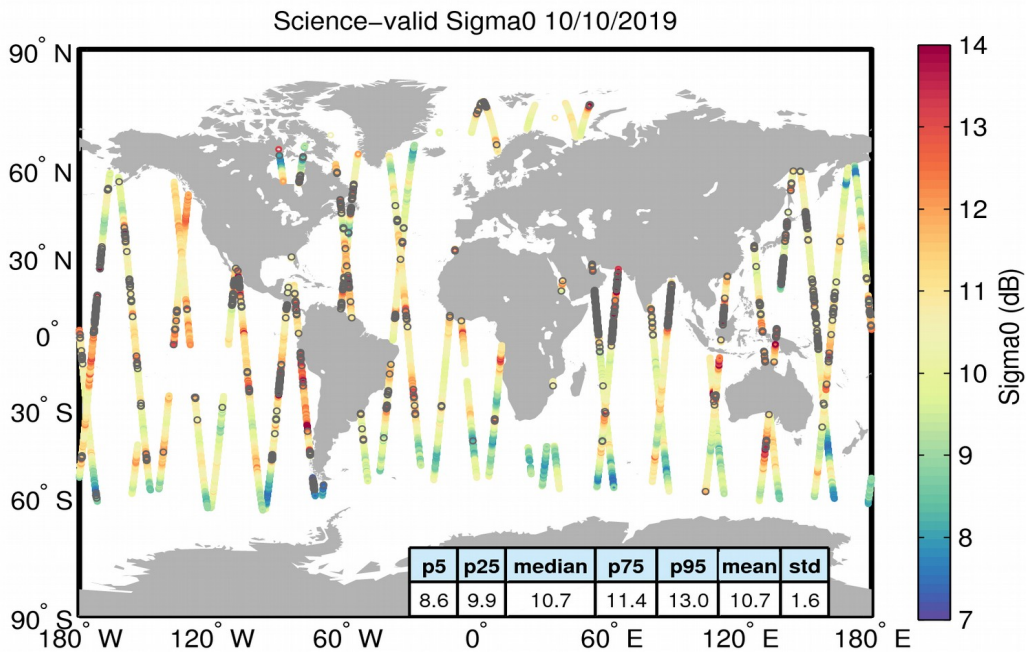 Science−valid Sigma0 10/10/2019
90° N
60° N
30° N
0°
30° S
60° S
90° S
180° W
120° W
60° W
0°
60° E
120° E
180° E
p5 p25 median p75 p95 mean std
8.6 9.9 10.7 11.4 13.0 10.7 1.6
14
13
12
11
10
9
8
7
Sigma0 (dB)